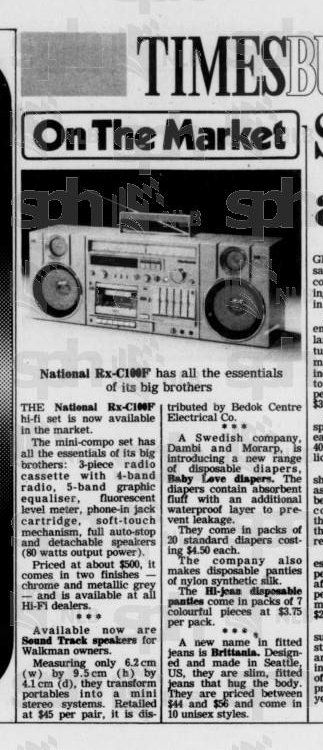 TIMES
On The Market
National Rx-C100F has all the essentials
of its big brothers
THE National Rx-C100F
hi-fi set is now available
in the market.
The mini-compo set has
all the essentials of its big
brothers: 3-piece radio
cassette with 4-band
radio, 5-band graphic
equaliser, fluorescent
level meter, phone-in jack
cartridge, soft-touch
mechanism, full auto-stop
and detachable speakers
(80 watts output power).
Priced at about $500, it
comes in two finishes —
chrome and metallic grey
— and is available at all
Hi-Fi dealers.
* * *
Available now are
Sound Track speakers for
Walkman owners.
Measuring only 6.2cm
(w) by 9.5cm (h) by
4.1cm (d), they transform
portables into a mini
stereo systems. Retailed
at $45 per pair, it is dis-
tributed by Bedok Centre
Electrical Co.
* * *
A Swedish company,
Dambi and Morarp, is
introducing a new range
of disposable diapers,
Baby Love diapers. The
diapers contain absorbent
fluff with an additional
waterproof layer to pre-
vent leakage.
They come in packs of
20 standard diapers cost-
ing $4.50 each.
The company also
makes disposable panties
of nylon synthetic silk.
The Hi-jean disposable
panties come in packs of 7
colourful pieces at $3.75
per pack.
* * *
A new name in fitted
jeans is Brittania. Design-
ed and made in Seattle,
US, they are slim, fitted
jeans that hug the body.
They are priced between
$44 and $56 and come in
10 unisex styles.
sph